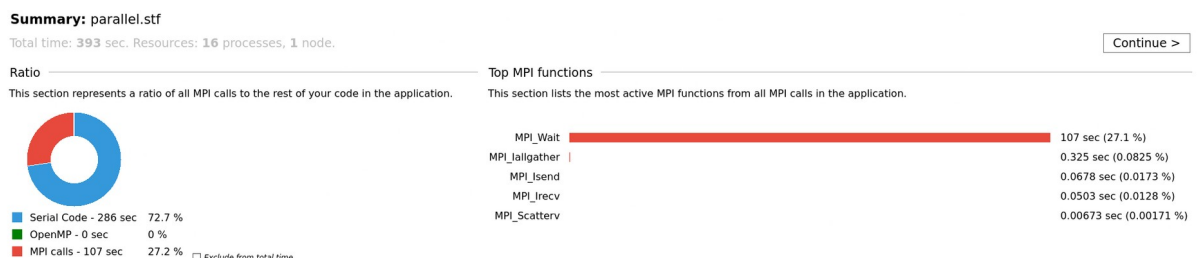 Summary: parallel.stf
Total time: 393 sec. Resources: 16 processes, 1 node.
Continue >
Ratio
This section represents a ratio of all MPI calls to the rest of your code in the application.
Serial Code - 286 sec 72.7 %
OpenMP - 0 sec 0 %
MPI calls - 107 sec 27.2 %
Exclude from total time
Top MPI functions
This section lists the most active MPI functions from all MPI calls in the application.
MPI_Wait 107 sec (27.1 %)
MPI_Iallgather 0.325 sec (0.0825 %)
MPI_Isend 0.0678 sec (0.0173 %)
MPI_Irecv 0.0503 sec (0.0128 %)
MPI_Scatterv 0.00673 sec (0.00171 %)